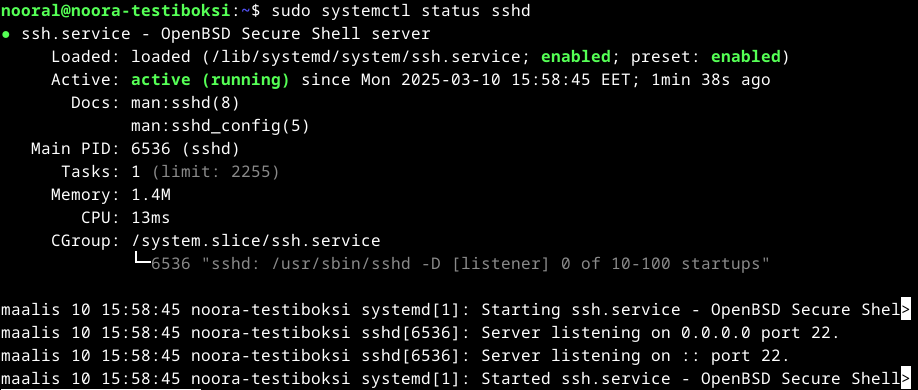 nooral@noora-testiboksi:~$ sudo systemctl status sshd
● ssh.service - OpenBSD Secure Shell server
     Loaded: loaded (/lib/systemd/system/ssh.service; enabled; preset: enabled)
     Active: active (running) since Mon 2025-03-10 15:58:45 EET; 1min 38s ago
       Docs: man:sshd(8)
             man:sshd_config(5)
   Main PID: 6536 (sshd)
      Tasks: 1 (limit: 2255)
     Memory: 1.4M
        CPU: 13ms
     CGroup: /system.slice/ssh.service
             └─6536 "sshd: /usr/sbin/sshd -D [listener] 0 of 10-100 startups"
maalis 10 15:58:45 noora-testiboksi systemd[1]: Starting ssh.service - OpenBSD Secure Shel>
maalis 10 15:58:45 noora-testiboksi sshd[6536]: Server listening on 0.0.0.0 port 22.
maalis 10 15:58:45 noora-testiboksi sshd[6536]: Server listening on :: port 22.
maalis 10 15:58:45 noora-testiboksi systemd[1]: Started ssh.service - OpenBSD Secure Shell>